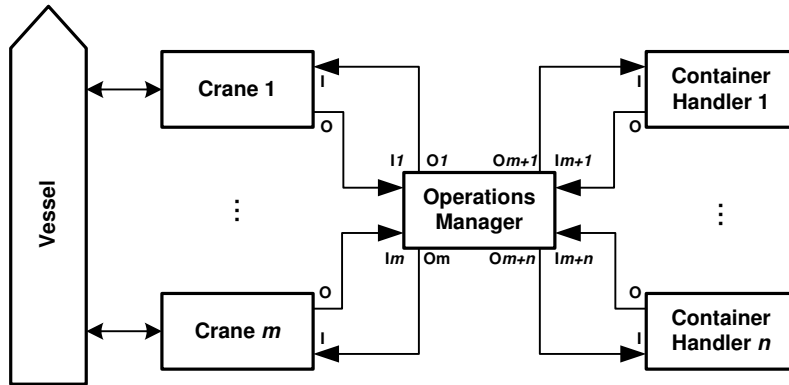 Vessel
Crane 1
I
O
I
Container
Handler 1
O
I1 O1 Om+1 Im+1
Operations
Manager
...
...
Im Om Om+n Im+n
O
Crane m
I
O
Container
Handler n
I